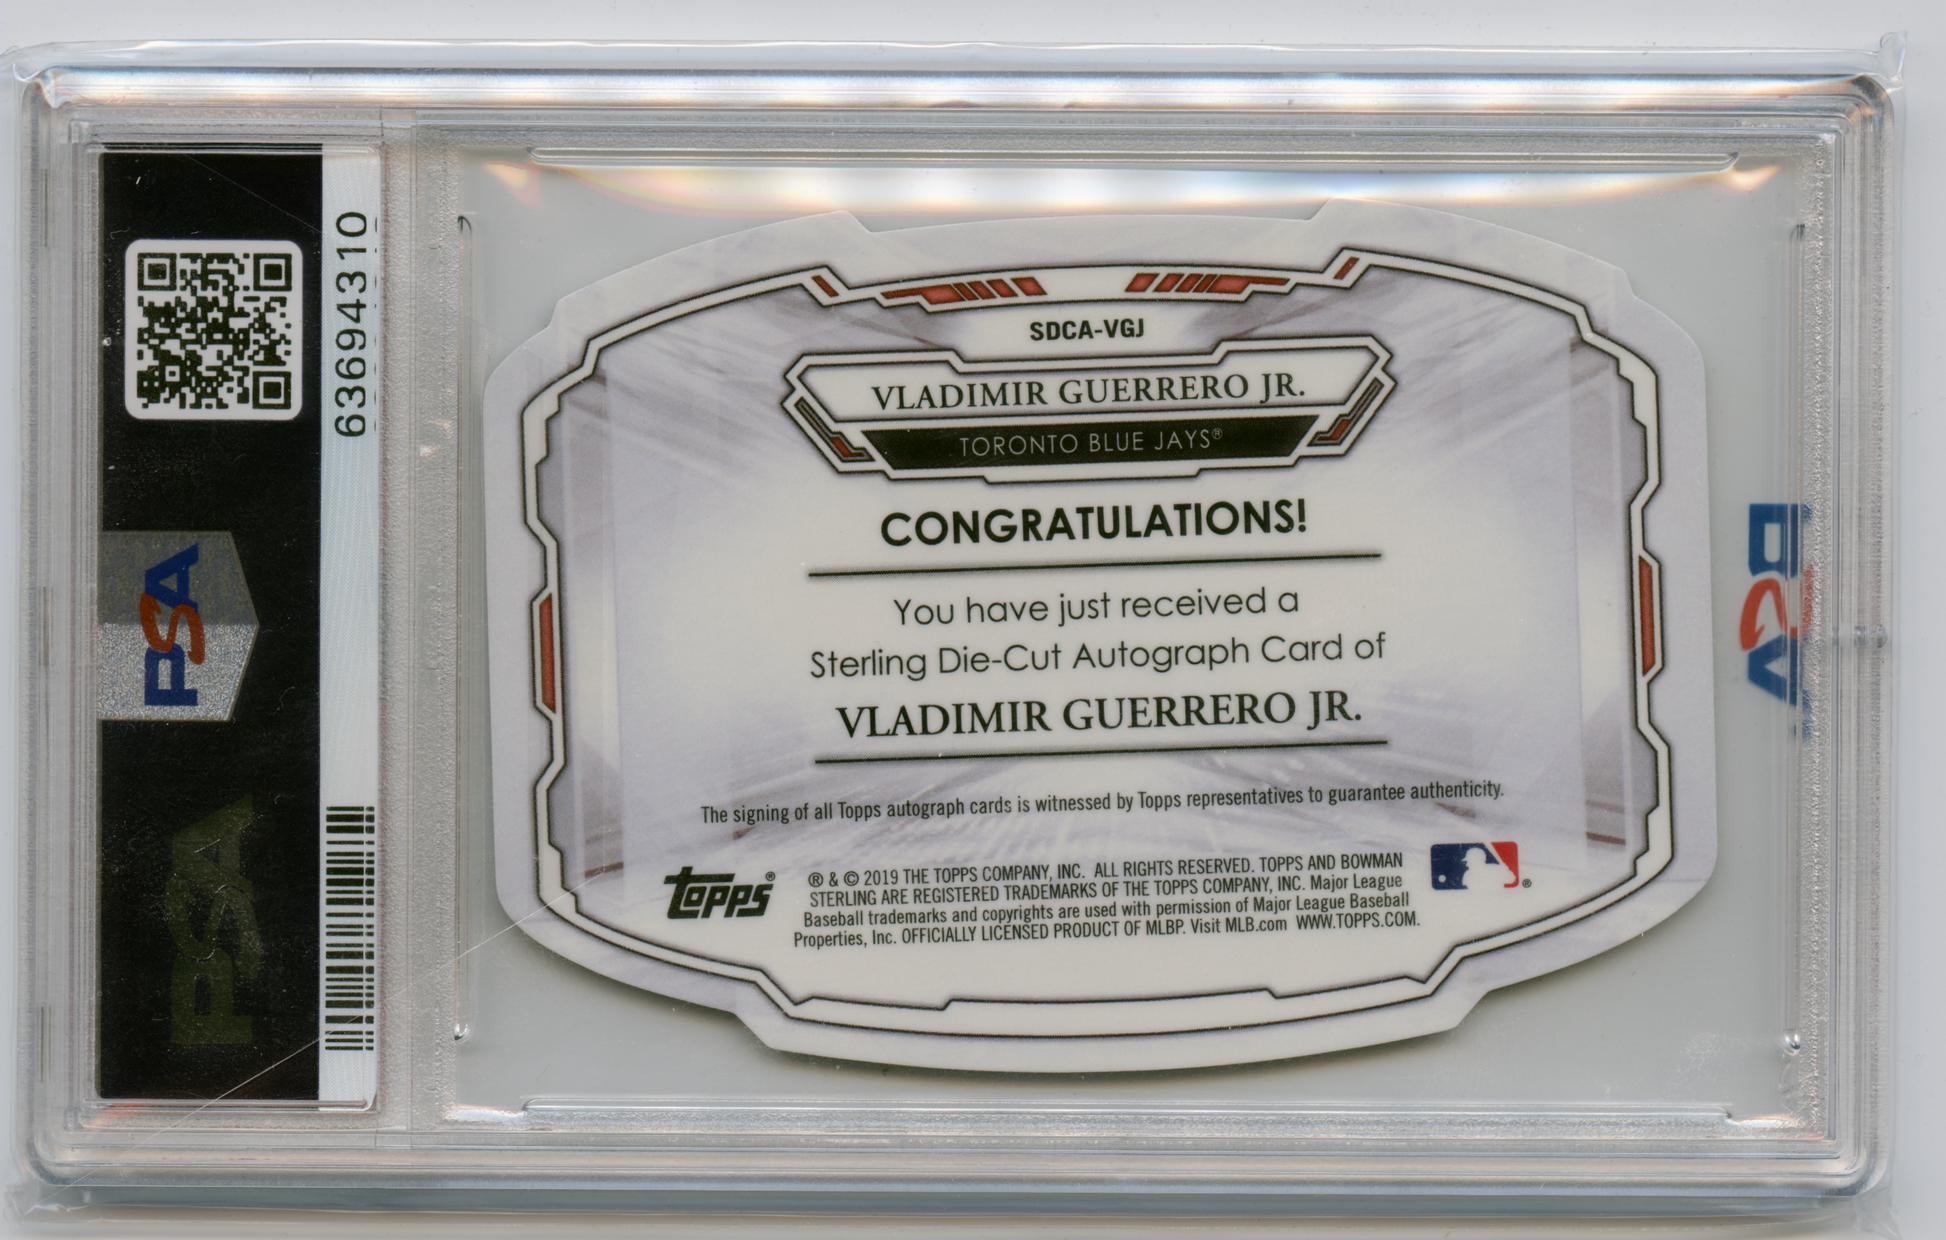 63694310
PSA
PSA
PSA
SDCA-VGJ
VLADIMIR GUERRERO JR.
TORONTO BLUE JAYS®
CONGRATULATIONS!
You have just received a
Sterling Die-Cut Autograph Card of
VLADIMIR GUERRERO JR.
The signing of all Topps autograph cards is witnessed by Topps representatives to guarantee authenticity.
topps®
® & © 2019 THE TOPPS COMPANY, INC. ALL RIGHTS RESERVED. TOPPS AND BOWMAN
STERLING ARE REGISTERED TRADEMARKS OF THE TOPPS COMPANY, INC. Major League
Baseball trademarks and copyrights are used with permission of Major League Baseball
Properties, Inc. OFFICIALLY LICENSED PRODUCT OF MLBP. Visit MLB.com WWW.TOPPS.COM.
®